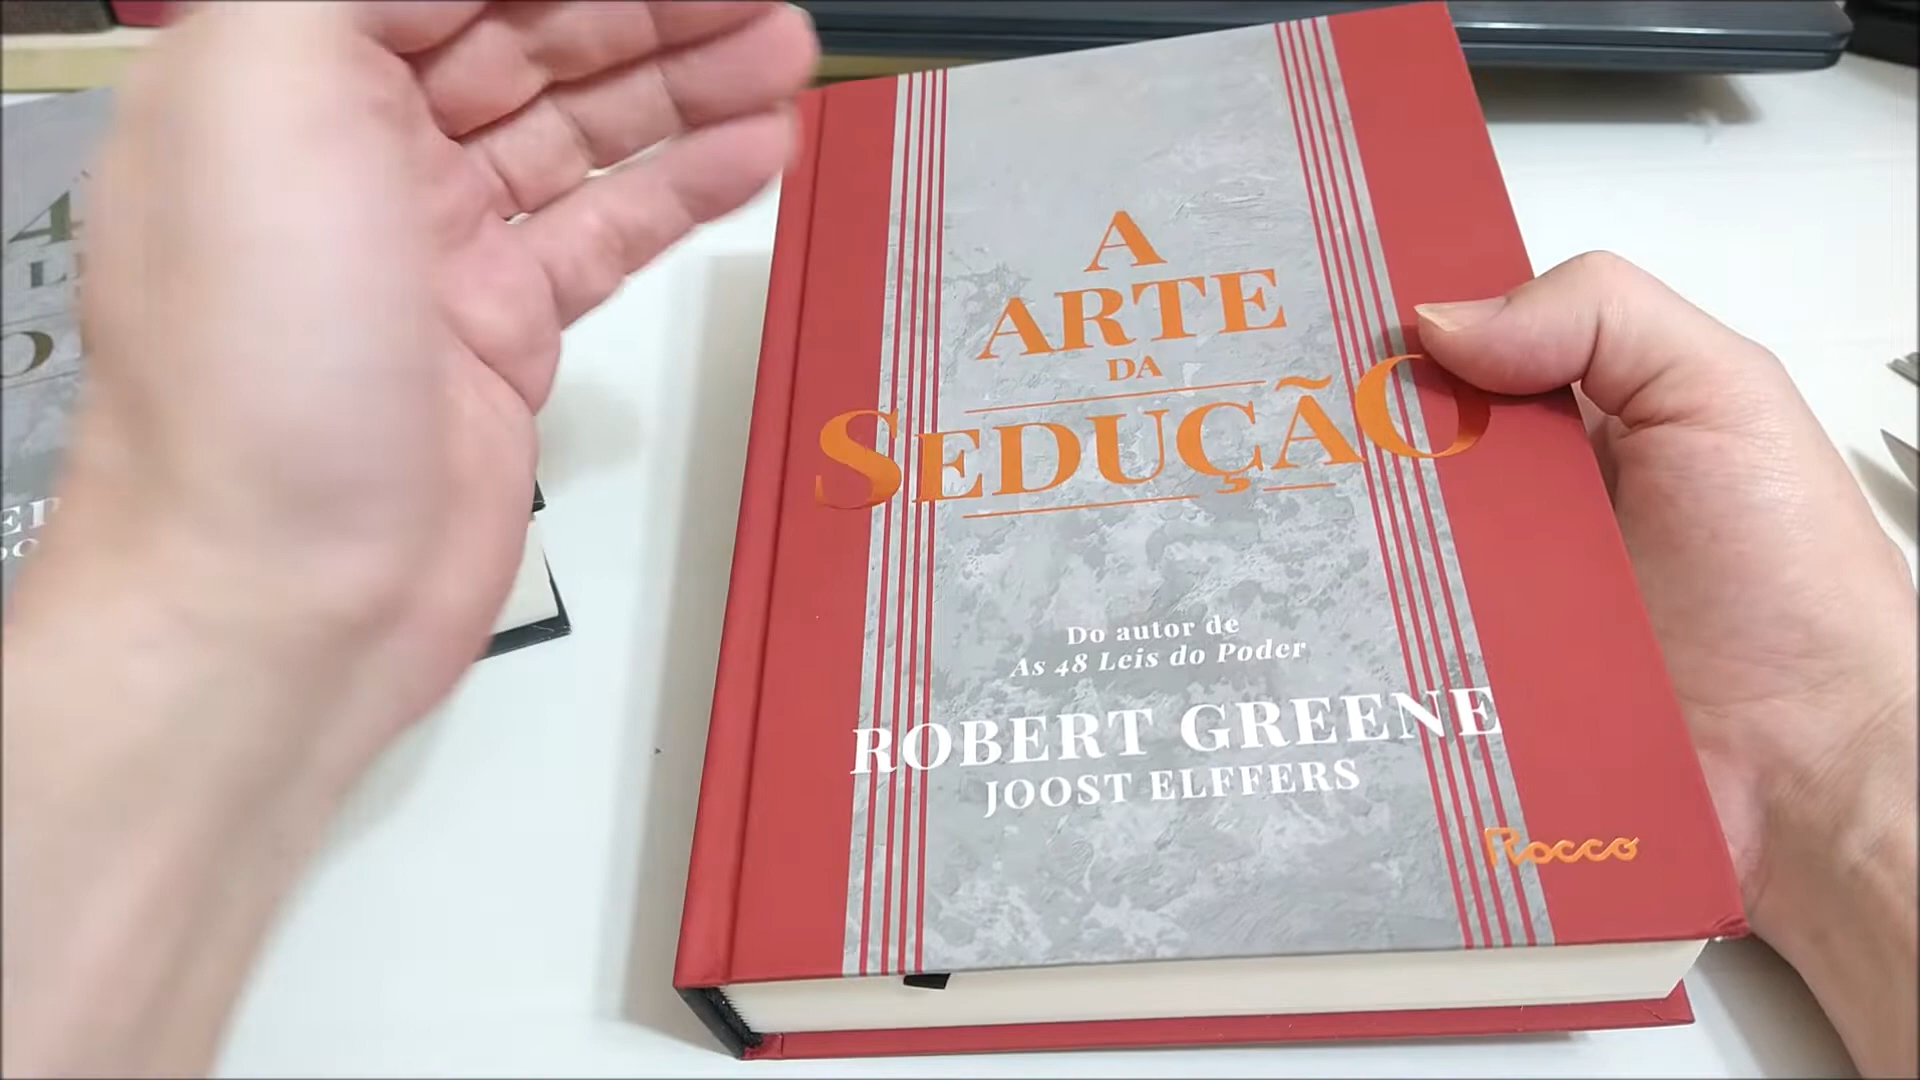 A
ARTE
DA
SEDUÇÃO
Do autor de
As 48 Leis do Poder
ROBERT GREENE
JOOST ELFFERS
Rocco